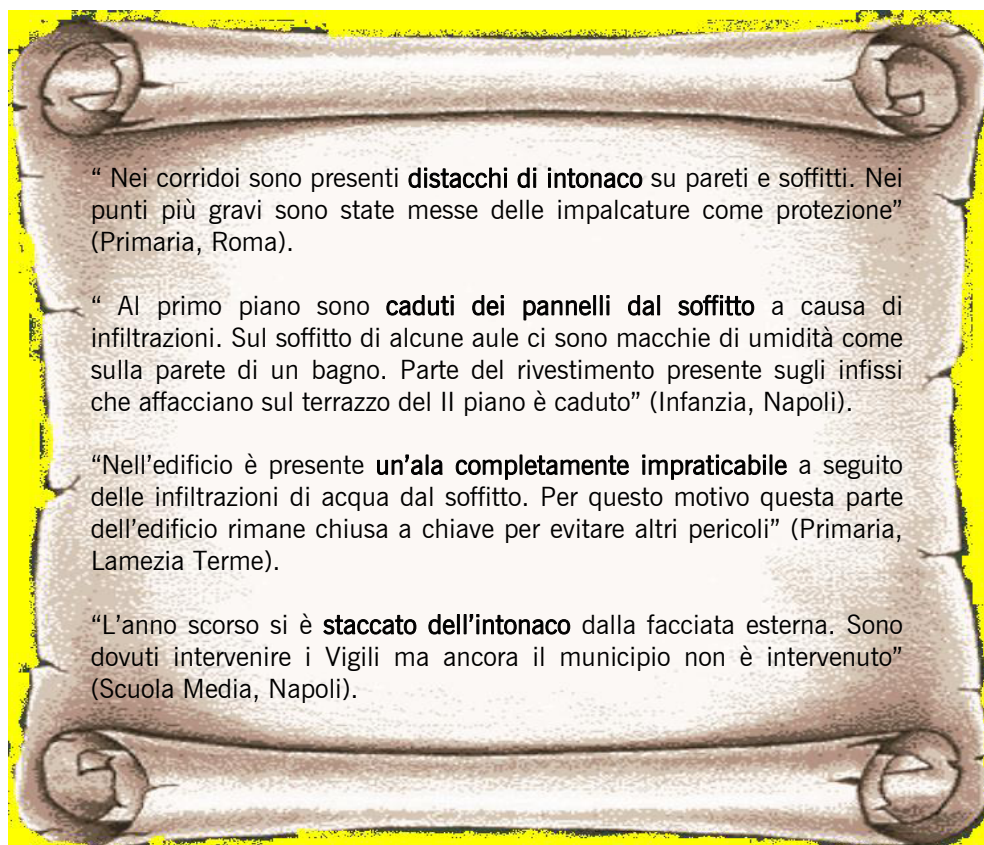 “ Nei corridoi sono presenti distacchi di intonaco su pareti e soffitti. Nei
punti più gravi sono state messe delle impalcature come protezione”
(Primaria, Roma).
“ Al primo piano sono caduti dei pannelli dal soffitto a causa di
infiltrazioni. Sul soffitto di alcune aule ci sono macchie di umidità come
sulla parete di un bagno. Parte del rivestimento presente sugli infissi
che affacciano sul terrazzo del II piano è caduto” (Infanzia, Napoli).
“Nell’edificio è presente un’ala completamente impraticabile a seguito
delle infiltrazioni di acqua dal soffitto. Per questo motivo questa parte
dell’edificio rimane chiusa a chiave per evitare altri pericoli” (Primaria,
Lamezia Terme).
“L’anno scorso si è staccato dell’intonaco dalla facciata esterna. Sono
dovuti intervenire i Vigili ma ancora il municipio non è intervenuto”
(Scuola Media, Napoli).